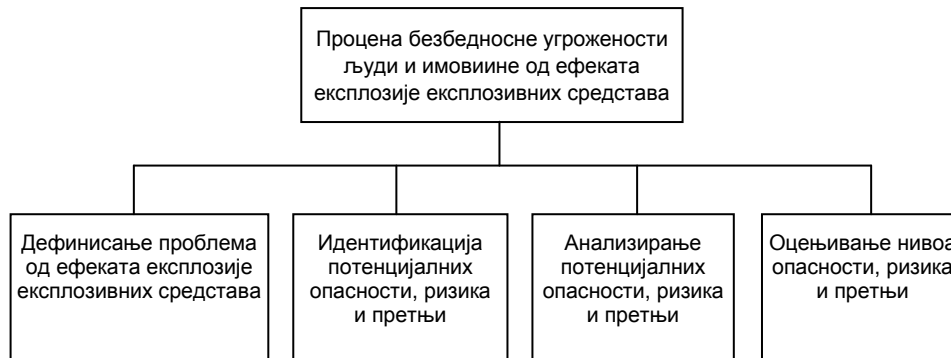 Процена безбедносне угрожености
људи и имовиине од ефеката
експлозије експлозивних средстава
Дефинисање проблема
од ефеката експлозије
експлозивних средстава
Идентификација
потенцијалних
опасности, ризика
и претњи
Анализирање
потенцијалних
опасности, ризика
и претњи
Оцењивање нивоа
опасности, ризика
и претњи